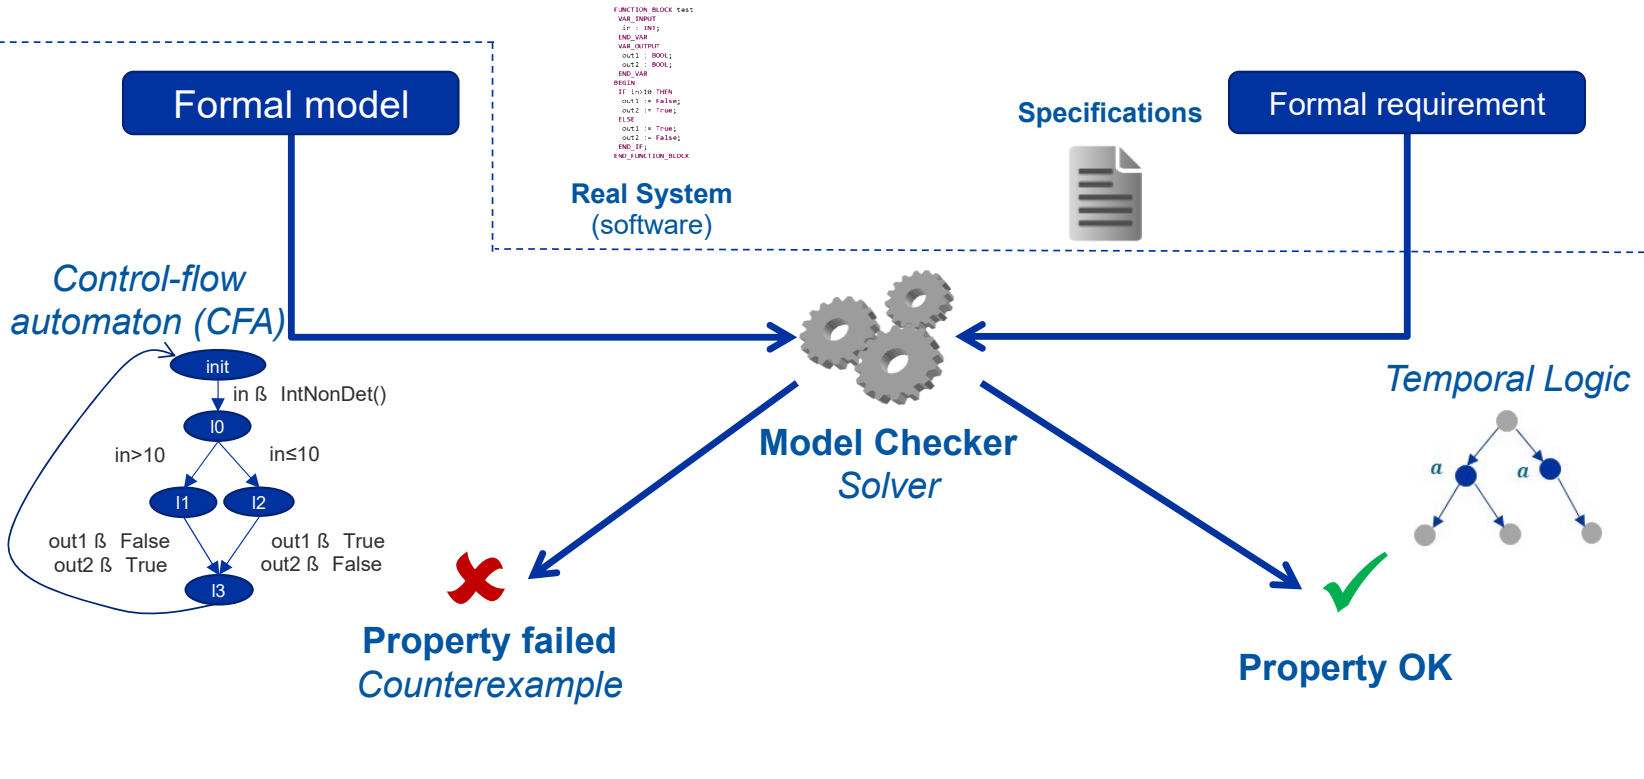 FUNCTION_BLOCK test
VAR_INPUT
in : INT;
END_VAR
VAR_OUTPUT
out1 : BOOL;
out2 : BOOL;
END_VAR
BEGIN
IF in>10 THEN
out1 := False;
out2 := True;
ELSE
out1 := True;
out2 := False;
END_IF;
END_FUNCTION_BLOCK
Formal model
Specifications
Formal requirement
Real System
(software)
Control-flow
automaton (CFA)
init
in ß IntNonDet()
l0
in>10
in≤10
l1
l2
out1 ß False
out2 ß True
out1 ß True
out2 ß False
l3
Model Checker
Solver
Temporal Logic
a
a
Property failed
Counterexample
Property OK